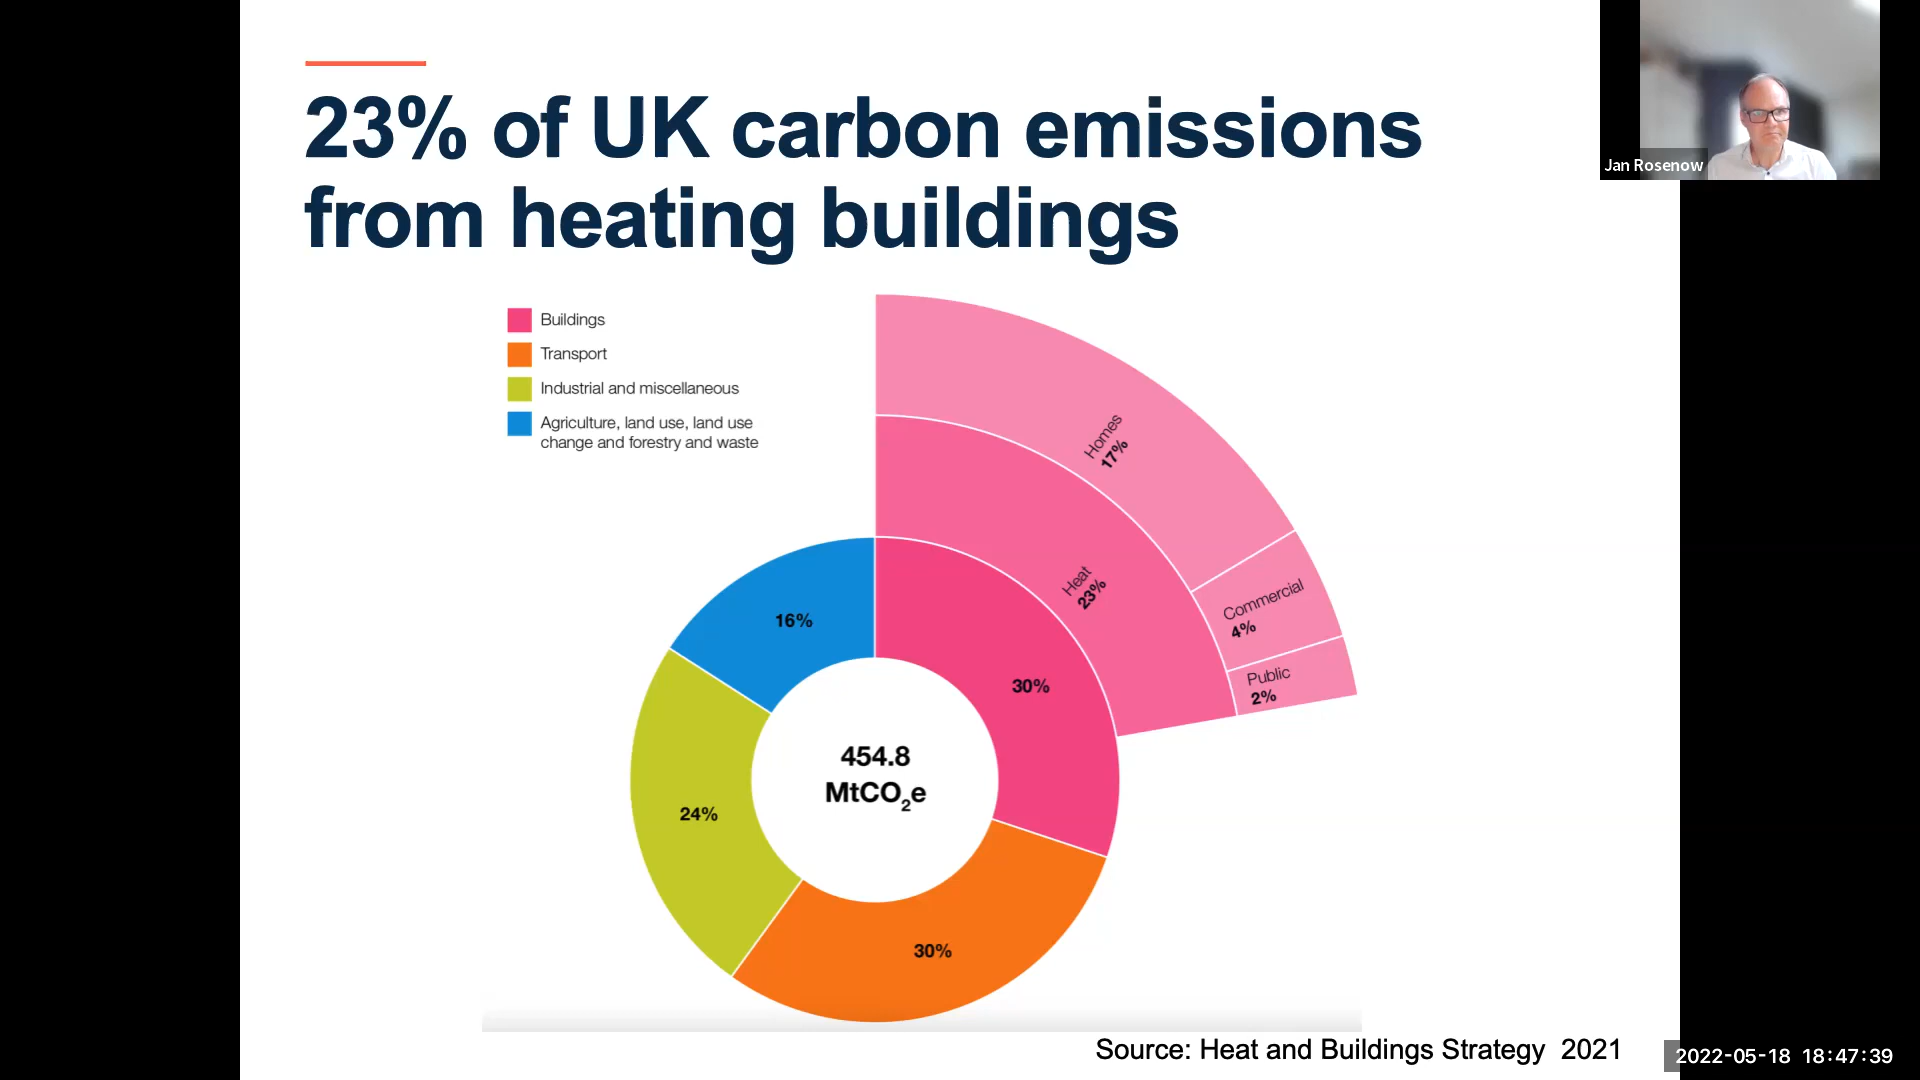 23% of UK carbon emissions
from heating buildings
Jan Rosenow
Buildings
Transport
Industrial and miscellaneous
Agriculture, land use, land use
change and forestry and waste
Homes
17%
Heat
23%
Commercial
4%
Public
2%
16%
30%
24%
30%
454.8
MtCO₂e
Source: Heat and Buildings Strategy 2021
2022-05-18 18:47:39